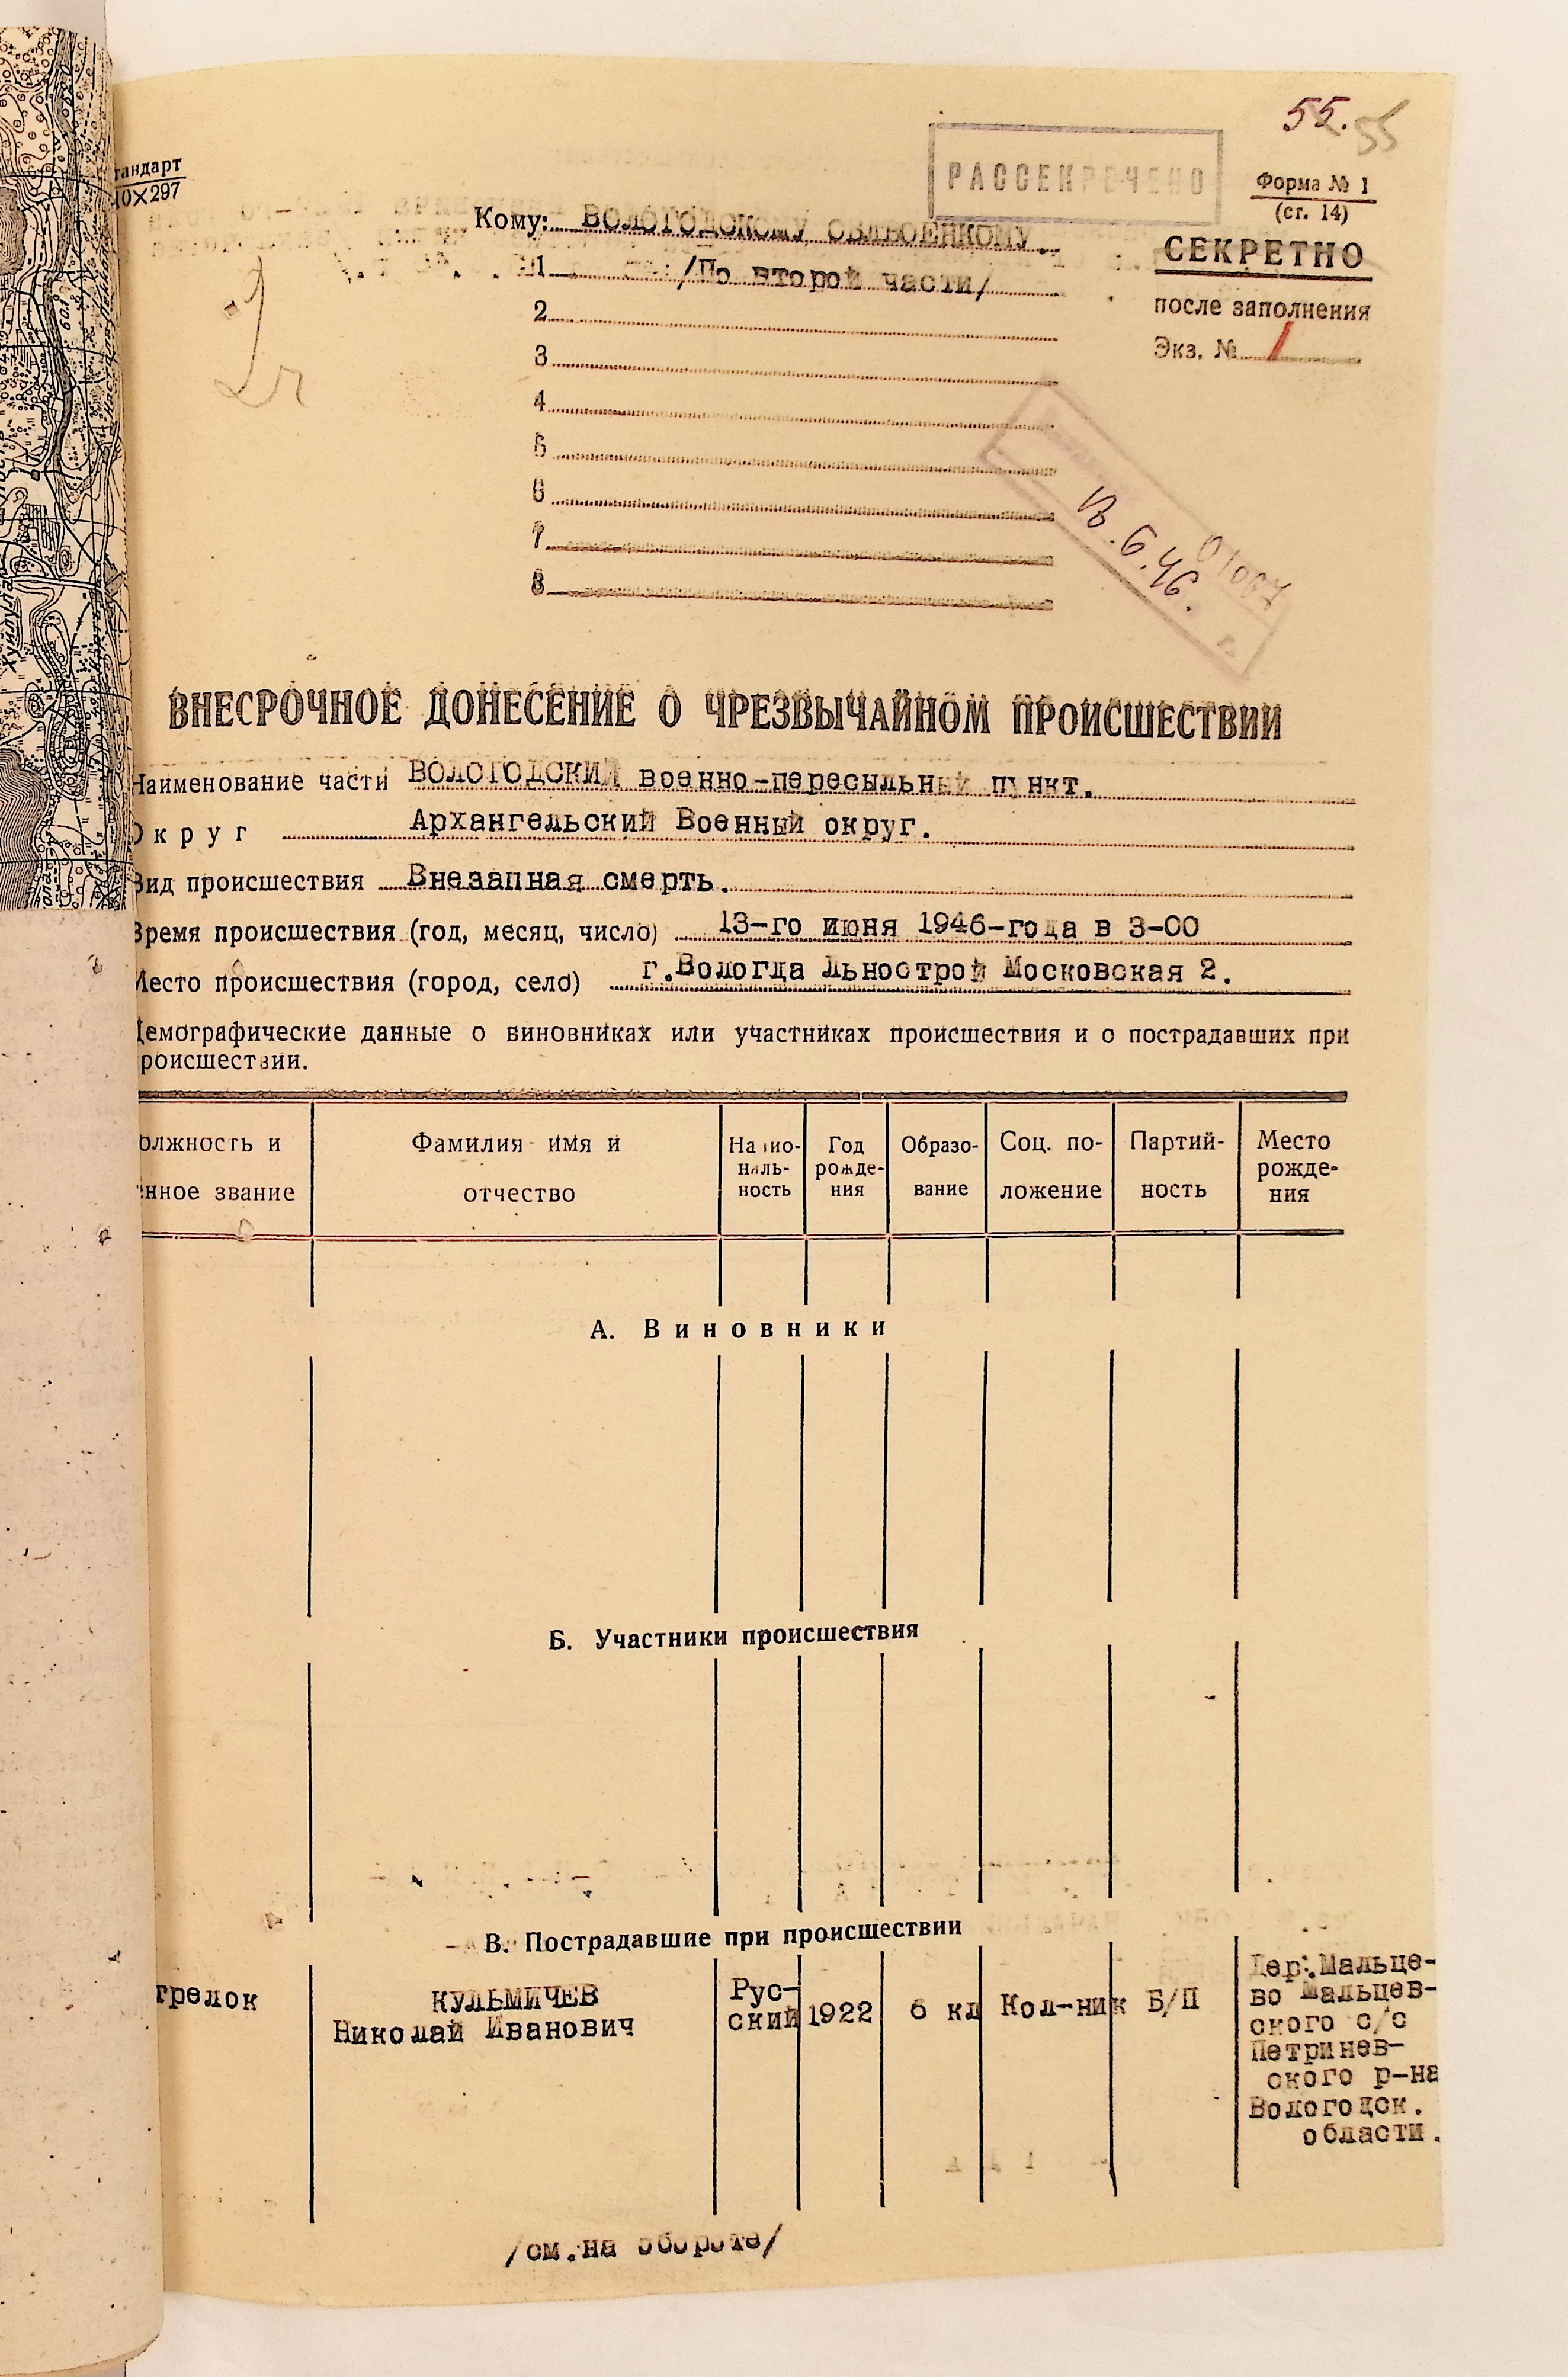 55. 55
тандарт
10×297
РАССЕКРЕЧЕНО
Форма № 1
(ст. 14)
СЕКРЕТНО
после заполнения
Экз. № 1
Кому: ВОЛОГОДСКОМУ ОБЛВОЕНКОМУ.
1 /По второй части/
2
3
4
5
6
7
8
13.6.46.
г.
ВНЕСРОЧНОЕ ДОНЕСЕНИЕ О ЧРЕЗВЫЧАЙНОМ ПРОИСШЕСТВИИ
Наименование части ВОЛОГОДСКИЙ военно-пересыльный пункт.
Округ Архангельский Военный округ.
Вид происшествия Внезапная смерть.
Время происшествия (год, месяц, число) 13-го июня 1946-года в 3-00
Место происшествия (город, село) г.Вологда Льнострой Московская 2.
Демографические данные о виновниках или участниках происшествия и о пострадавших при
роисшествии.
олжность и
енное звание
Фамилия имя и
отчество
Нацио-
наль-
ность
Год
рожде-
ния
Образо-
вание
Соц. по-
ложение
Партий-
ность
Место
рожде-
ния
А. Виновники
Б. Участники происшествия
В. Пострадавшие при происшествии
трелок
КУЛЬМИЧЕВ
Николай Иванович
Рус-
ский
1922
6 кл
Кол-ник
Б/П
Дер.Мальце-
во Мальцев-
ского с/с
Петринев-
ского р-на
Вологодск.
области.
/см.на обороте/